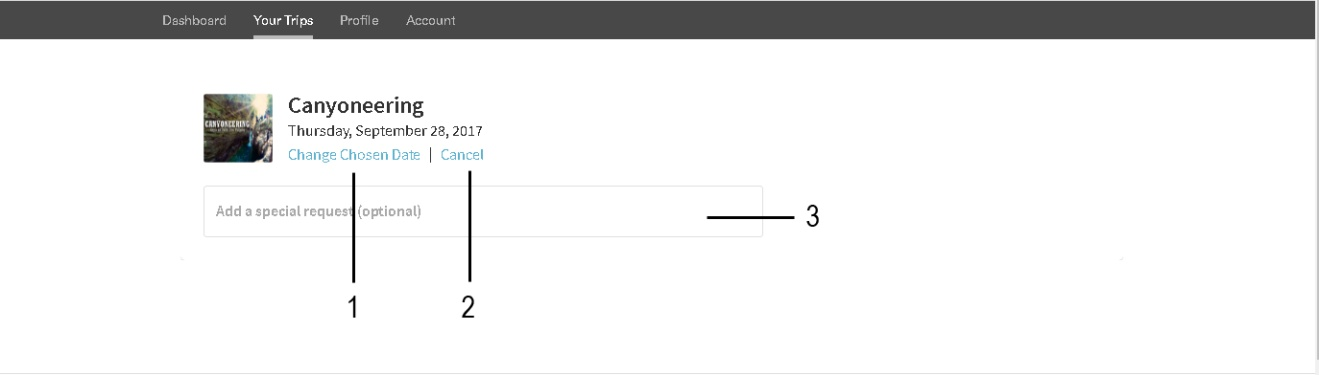 Dashboard Your Trips Profile Account
CANYONEERING
Canyoneering
Thursday, September 28, 2017
Change Chosen Date | Cancel
Add a special request (optional)
3
1 2